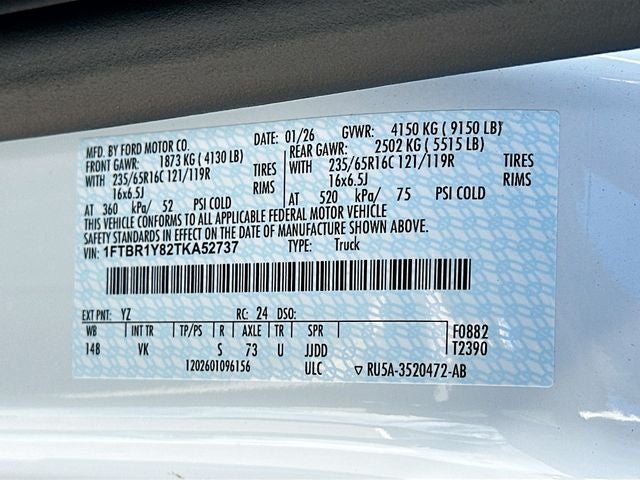 MFD. BY FORD MOTOR CO. DATE: 01/26 GVWR: 4150 KG ( 9150 LB)
FRONT GAWR: 1873 KG ( 4130 LB) REAR GAWR: 2502 KG ( 5515 LB)
WITH 235/65R16C 121/119R TIRES WITH 235/65R16C 121/119R TIRES
16x6.5J RIMS 16x6.5J RIMS
AT 360 kPa/ 52 PSI COLD AT 520 kPa/ 75 PSI COLD
THIS VEHICLE CONFORMS TO ALL APPLICABLE FEDERAL MOTOR VEHICLE
SAFETY STANDARDS IN EFFECT ON THE DATE OF MANUFACTURE SHOWN ABOVE.
VIN: 1FTBR1Y82TKA52737 TYPE: Truck
EXT PNT: YZ RC: 24 DSO:
WB INT TR TP/PS R AXLE TR SPR F0882
148 VK S 73 U JJDD T2390
1202601096156 ULC ▽ RU5A-3520472-AB